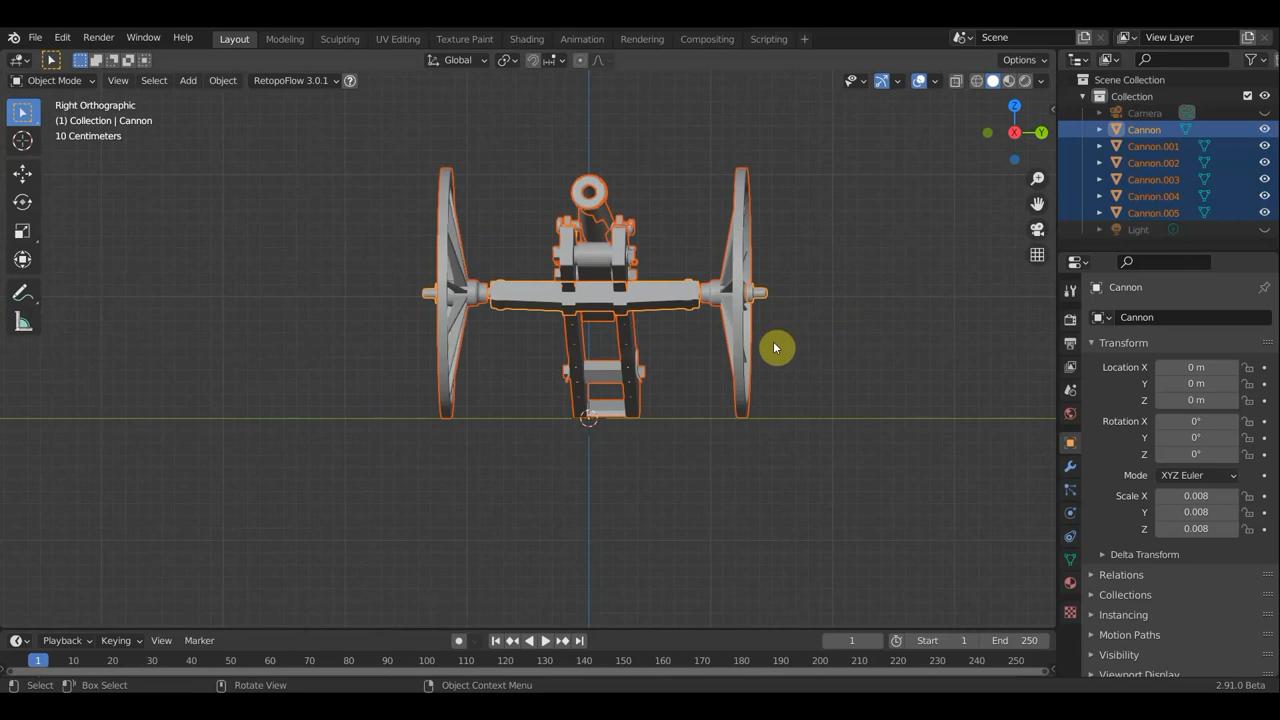 File Edit Render Window Help Layout Modeling Sculpting UV Editing Texture Paint Shading Animation Rendering Compositing Scripting + Scene View Layer
Global Options
Object Mode View Select Add Object RetopoFlow 3.0.1 ?
Right Orthographic
(1) Collection | Cannon
10 Centimeters
Z
X
Y
Scene Collection
Collection
Camera
Cannon
Cannon.001
Cannon.002
Cannon.003
Cannon.004
Cannon.005
Light
Cannon
Cannon
Transform
Location X 0 m
Y 0 m
Z 0 m
Rotation X 0°
Y 0°
Z 0°
Mode XYZ Euler
Scale X 0.008
Y 0.008
Z 0.008
Delta Transform
Relations
Collections
Instancing
Motion Paths
Visibility
Viewport Display
Playback Keying View Marker 1 Start 1 End 250
1 10 20 30 40 50 60 70 80 90 100 110 120 130 140 150 160 170 180 190 200 210 220 230 240 250
Select Box Select Rotate View Object Context Menu 2.91.0 Beta